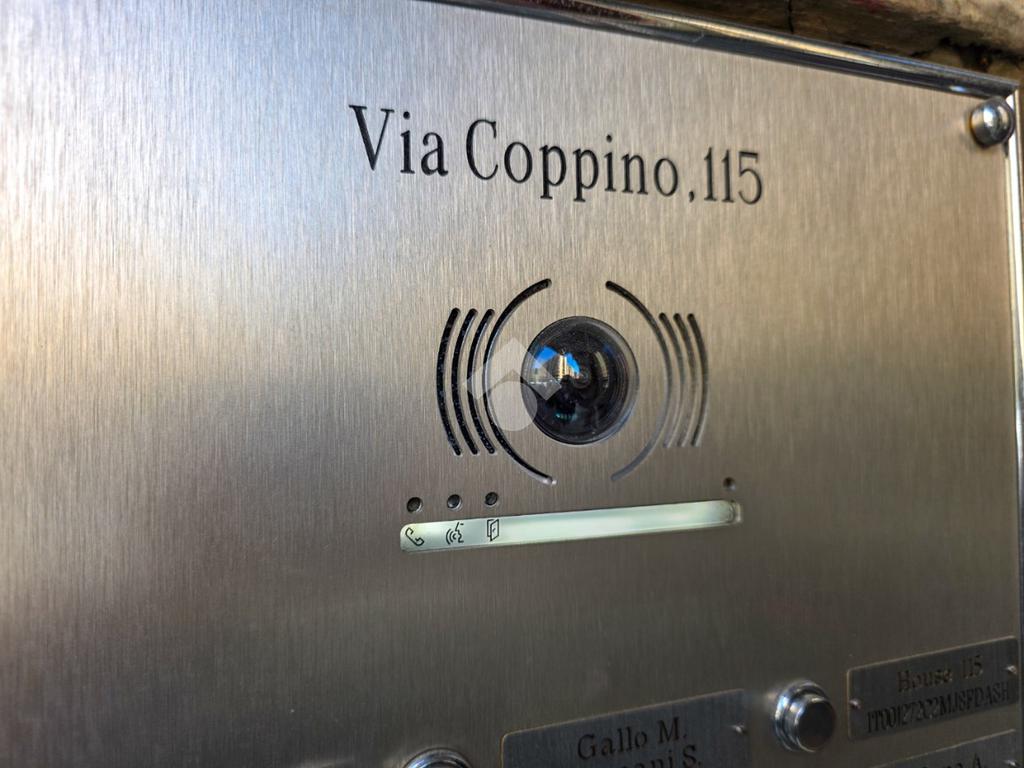 Via Coppino,115
House 115
Gallo M.